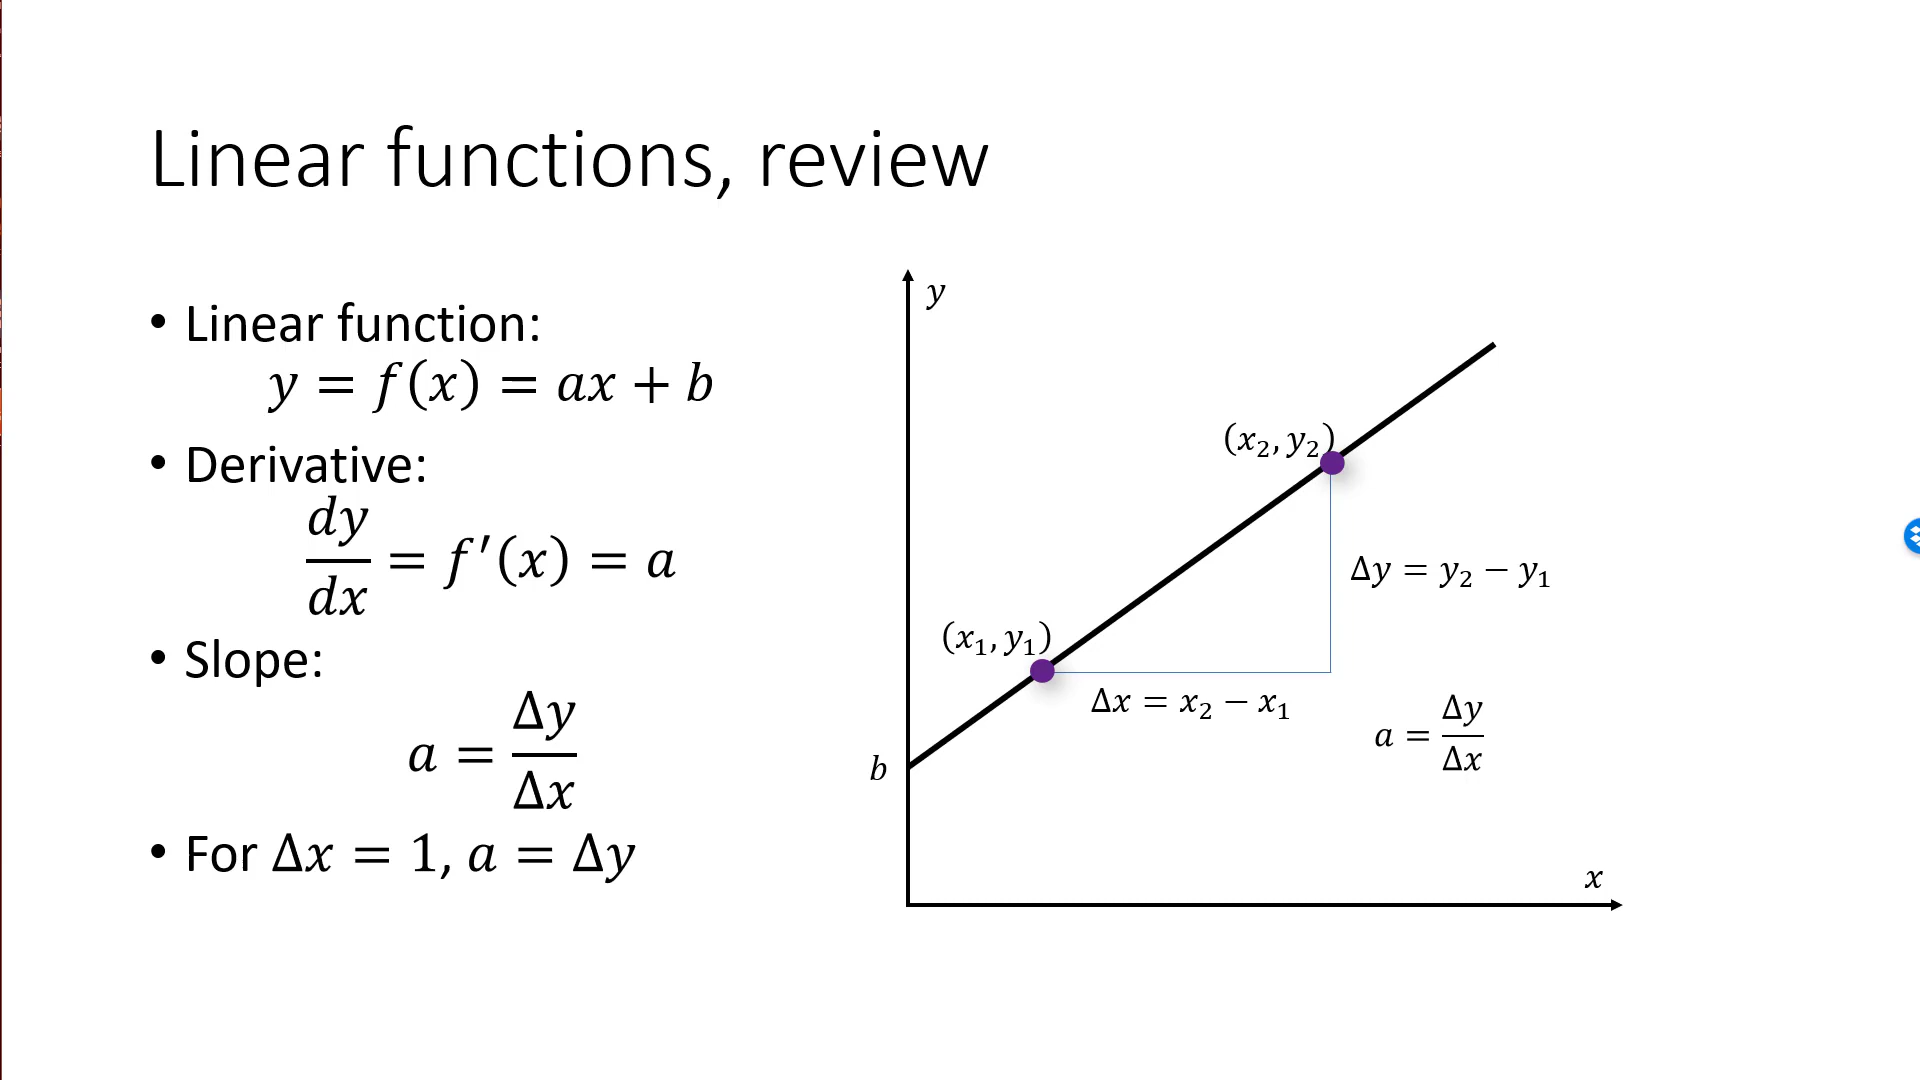 Linear functions, review
• Linear function:
y = f(x) = ax + b
• Derivative:
dy/dx = f′(x) = a
• Slope:
a = Δy/Δx
• For Δx = 1, a = Δy
y
(x₂, y₂)
Δy = y₂ − y₁
(x₁, y₁)
Δx = x₂ − x₁
a = Δy/Δx
b
x